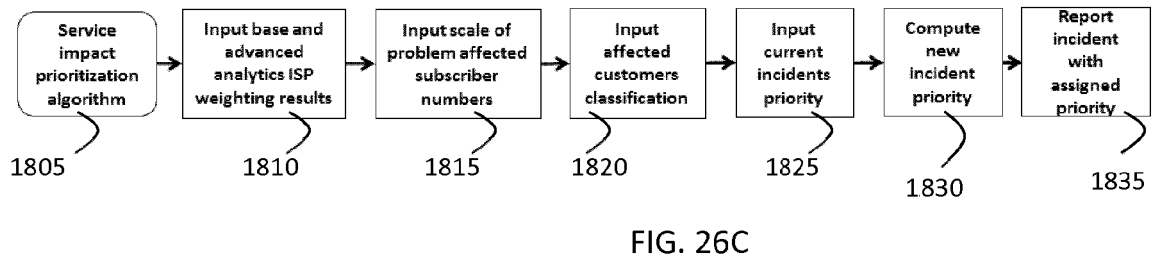 Service
impact
prioritization
algorithm
Input base and
advanced
analytics ISP
weighting results
Input scale of
problem affected
subscriber
numbers
Input
affected
customers
classification
Input
current
incidents
priority
Compute
new
incident
priority
Report
incident
with
assigned
priority
1805
1810
1815
1820
1825
1830
1835
FIG. 26C